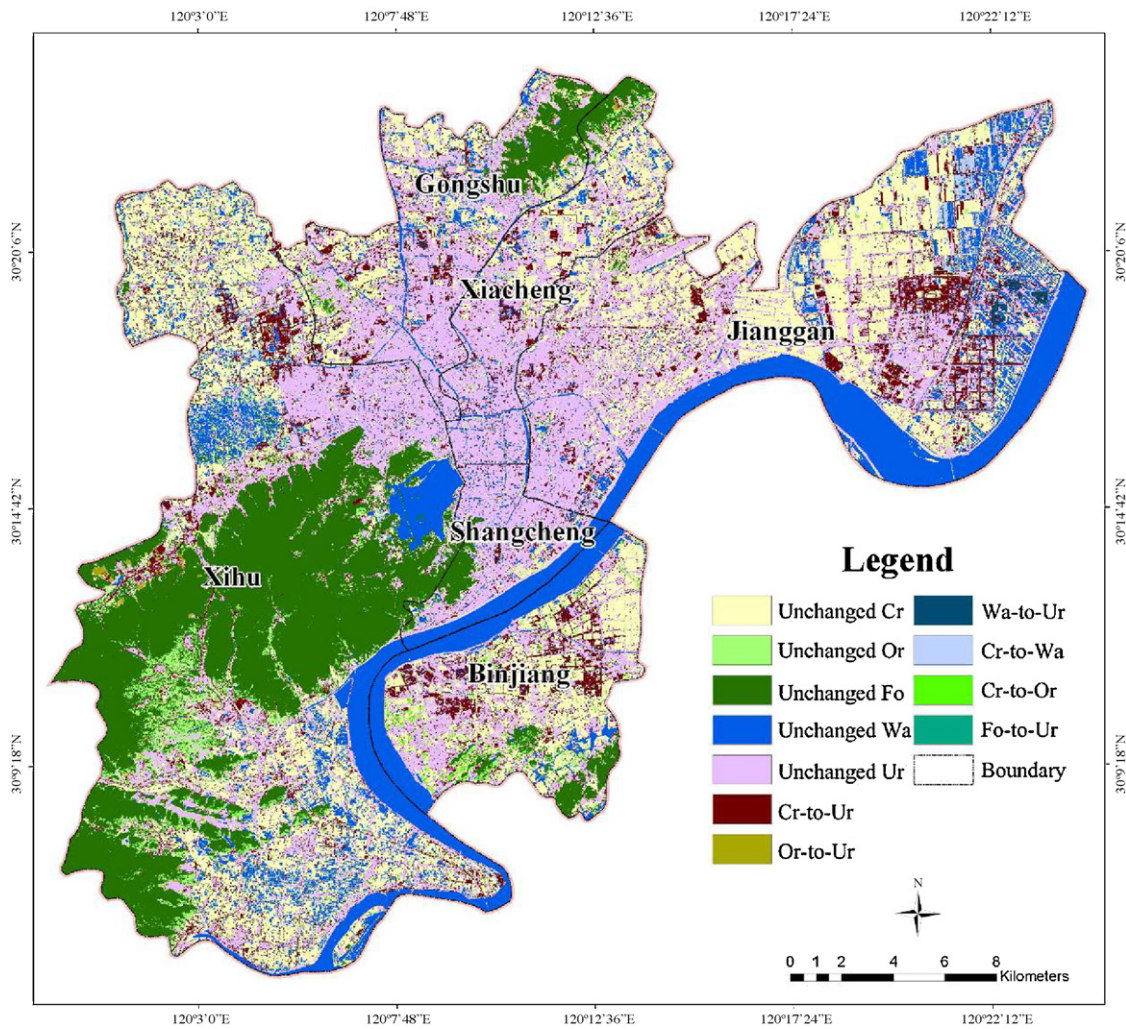 120°3′0″E 120°7′48″E 120°12′36″E 120°17′24″E 120°22′12″E
Gongshu
30°20′6″N 30°20′6″N
Xiacheng
Jianggan
30°14′42″N 30°14′42″N
Shangcheng
Xihu
Binjiang
30°9′18″N 30°9′18″N
Legend
Unchanged Cr
Unchanged Or
Unchanged Fo
Unchanged Wa
Unchanged Ur
Cr-to-Ur
Or-to-Ur
Wa-to-Ur
Cr-to-Wa
Cr-to-Or
Fo-to-Ur
Boundary
N
0 1 2 4 6 8
Kilometers
120°3′0″E 120°7′48″E 120°12′36″E 120°17′24″E 120°22′12″E